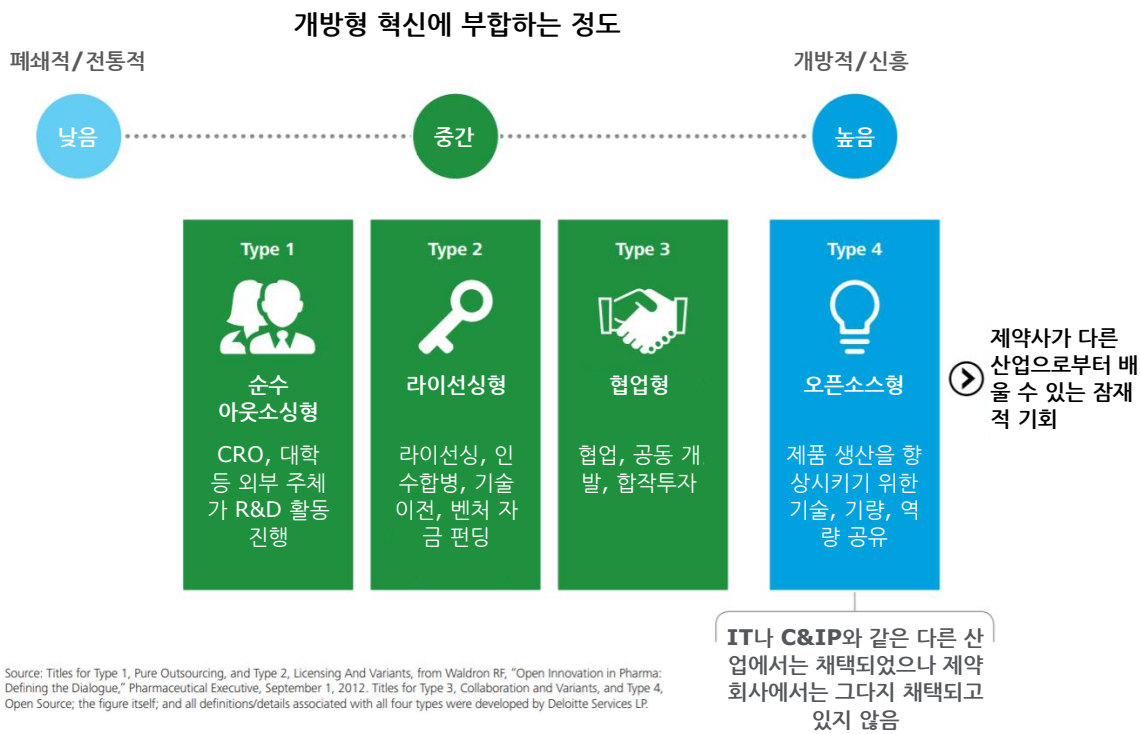 개방형 혁신에 부합하는 정도
폐쇄적/전통적
개방적/신흥
낮음
중간
높음
Type 1
순수
아웃소싱형
CRO, 대학
등 외부 주체
가 R&D 활동
진행
Type 2
라이선싱형
라이선싱, 인
수합병, 기술
이전, 벤처 자
금 펀딩
Type 3
협업형
협업, 공동 개
발, 합작투자
Type 4
오픈소스형
제품 생산을 향
상시키기 위한
기술, 기량, 역
량 공유
제약사가 다른
산업으로부터 배
울 수 있는 잠재
적 기회
IT나 C&IP와 같은 다른 산
업에서는 채택되었으나 제약
회사에서는 그다지 채택되고
있지 않음
Source: Titles for Type 1, Pure Outsourcing, and Type 2, Licensing And Variants, from Waldron RF, "Open Innovation in Pharma:
Defining the Dialogue," Pharmaceutical Executive, September 1, 2012. Titles for Type 3, Collaboration and Variants, and Type 4,
Open Source; the figure itself; and all definitions/details associated with all four types were developed by Deloitte Services LP.